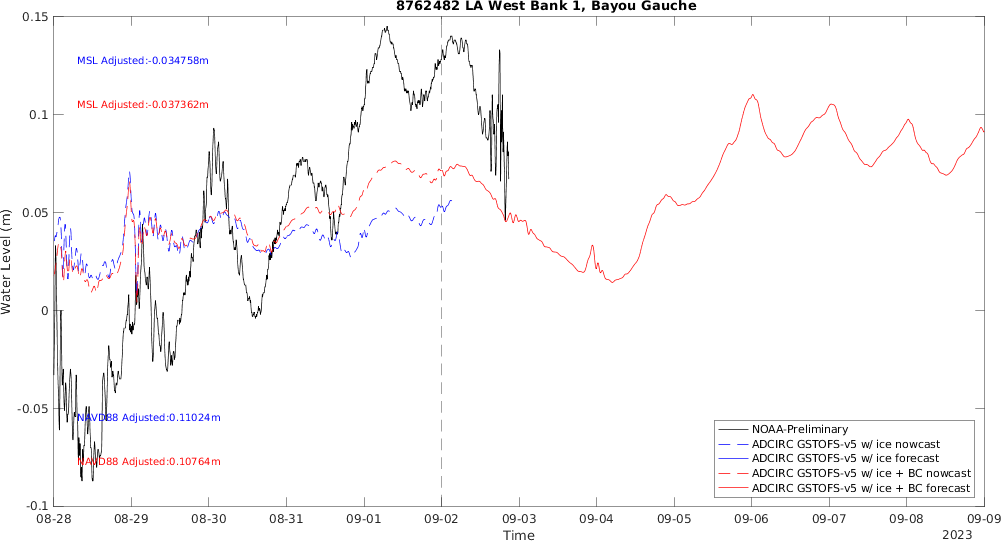 8762482 LA West Bank 1, Bayou Gauche
0.15
0.1
0.05
0
-0.05
-0.1
Water Level (m)
MSL Adjusted:-0.034758m
MSL Adjusted:-0.037362m
NAVD88 Adjusted:0.11024m
NAVD88 Adjusted:0.10764m
NOAA-Preliminary
ADCIRC GSTOFS-v5 w/ ice nowcast
ADCIRC GSTOFS-v5 w/ ice forecast
ADCIRC GSTOFS-v5 w/ ice + BC nowcast
ADCIRC GSTOFS-v5 w/ ice + BC forecast
08-28 08-29 08-30 08-31 09-01 09-02 09-03 09-04 09-05 09-06 09-07 09-08 09-09
Time
2023